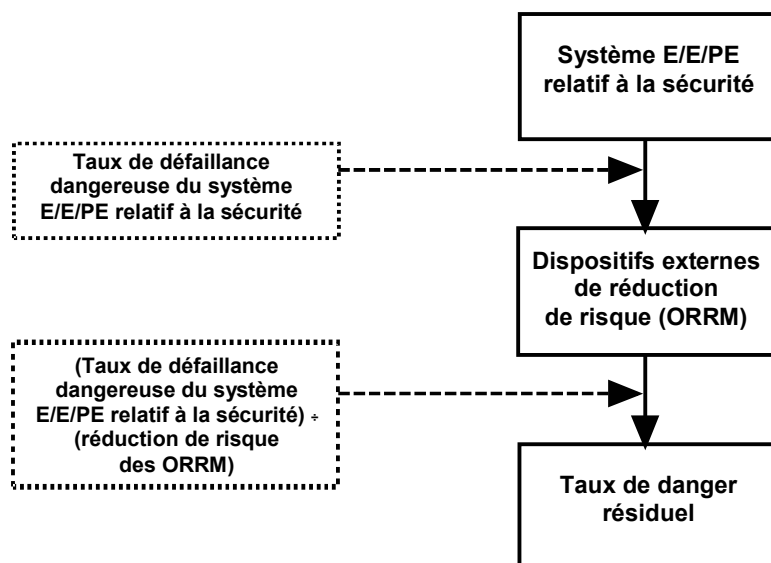 Système E/E/PE
relatif à la sécurité
Taux de défaillance
dangereuse du système
E/E/PE relatif à la sécurité
Dispositifs externes
de réduction
de risque (ORRM)
(Taux de défaillance
dangereuse du système
E/E/PE relatif à la sécurité) ÷
(réduction de risque
des ORRM)
Taux de danger
résiduel